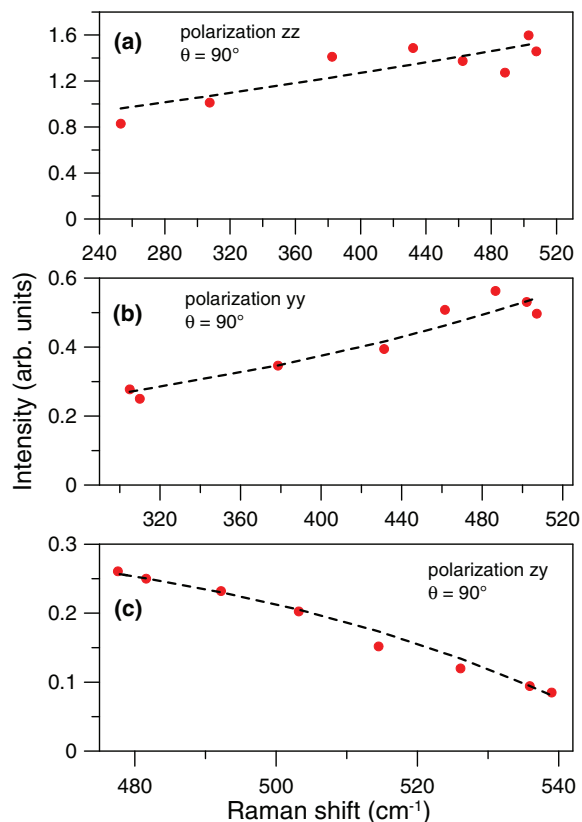 1.6
1.2
0.8
0.4
0
(a)
polarization zz
θ = 90°
240 280 320 360 400 440 480 520
Intensity (arb. units)
0.6
0.4
0.2
0
(b)
polarization yy
θ = 90°
320 360 400 440 480 520
0.3
0.2
0.1
0
(c)
polarization zy
θ = 90°
480 500 520 540
Raman shift (cm⁻¹)